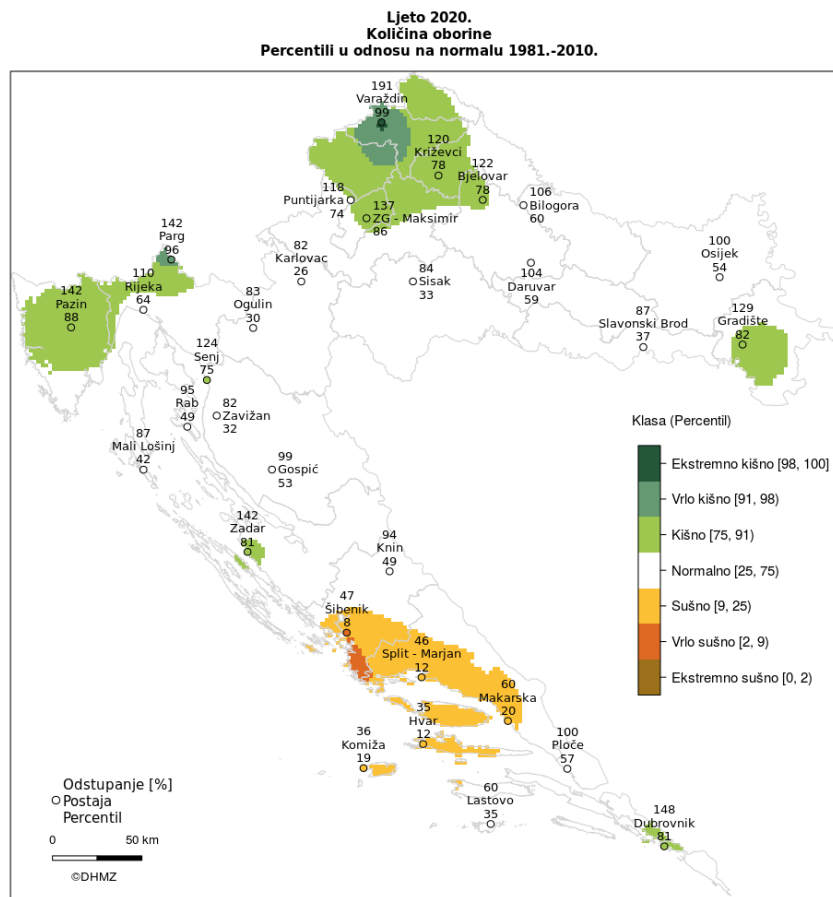 Ljeto 2020.
Količina oborine
Percentili u odnosu na normalu 1981.-2010.
191
Varaždin
99
120
Križevci
78
122
Bjelovar
78
118
Puntijarka
74
137
ZG - Maksimir
86
106
Bilogora
60
142
Parg
96
82
Karlovac
26
84
Sisak
33
104
Daruvar
59
100
Osijek
54
110
Rijeka
64
142
Pazin
88
83
Ogulin
30
87
Slavonski Brod
37
129
Gradište
82
124
Senj
75
95
Rab
49
82
Zavižan
32
87
Mali Lošinj
42
99
Gospić
53
142
Zadar
81
94
Knin
49
47
Šibenik
8
46
Split - Marjan
12
60
Makarska
20
35
Hvar
12
36
Komiža
19
100
Ploče
57
60
Lastovo
35
148
Dubrovnik
81
Klasa (Percentil)
Ekstremno kišno [98, 100]
Vrlo kišno [91, 98)
Kišno [75, 91)
Normalno [25, 75)
Sušno [9, 25)
Vrlo sušno [2, 9)
Ekstremno sušno [0, 2)
Odstupanje [%]
Postaja
Percentil
0 50 km
©DHMZ